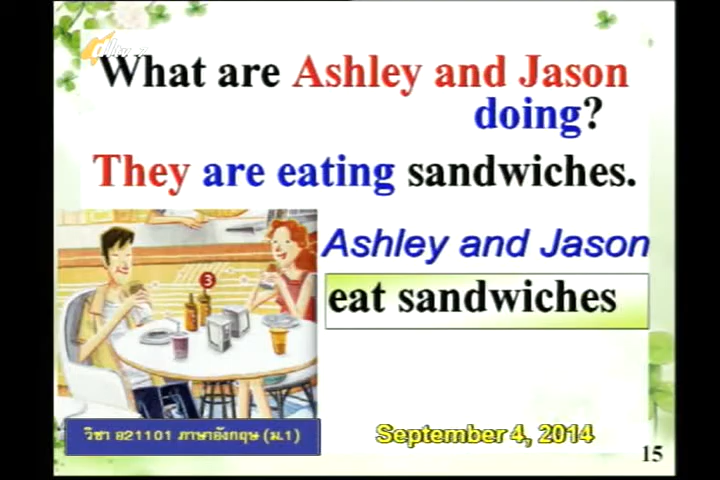 What are Ashley and Jason
doing?
They are eating sandwiches.
Ashley and Jason
3
eat sandwiches
วิชา อ21101 ภาษาอังกฤษ (ม.1)
September 4, 2014
15